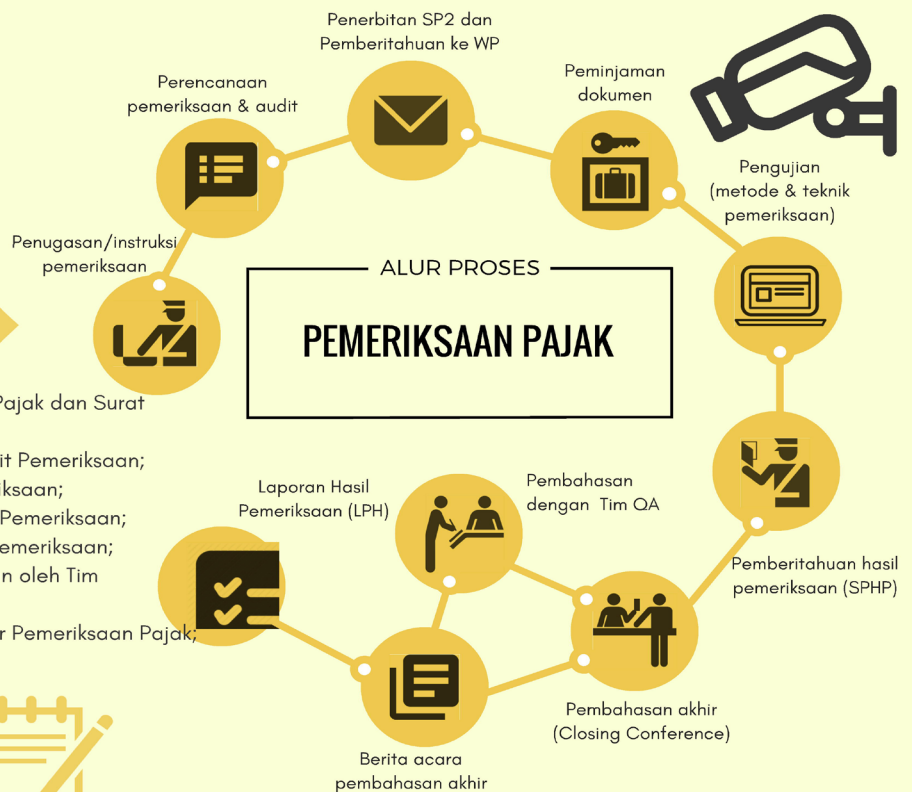 Penerbitan SP2 dan
Pemberitahuan ke WP
Perencanaan
pemeriksaan & audit
Peminjaman
dokumen
Pengujian
(metode & teknik
pemeriksaan)
Penugasan/instruksi
pemeriksaan
ALUR PROSES
PEMERIKSAAN PAJAK
Pajak dan Surat
it Pemeriksaan;
iksaan;
Pemeriksaan;
emeriksaan;
n oleh Tim
r Pemeriksaan Pajak;
Laporan Hasil
Pemeriksaan (LPH)
Pembahasan
dengan Tim QA
Pemberitahuan hasil
pemeriksaan (SPHP)
Pembahasan akhir
(Closing Conference)
Berita acara
pembahasan akhir